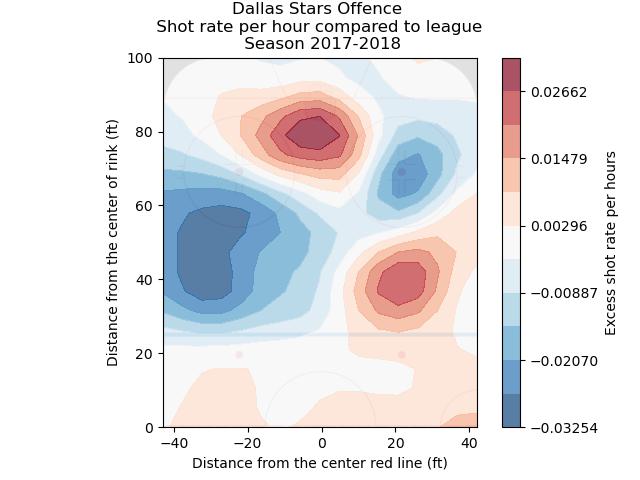 Dallas Stars Offence
Shot rate per hour compared to league
Season 2017-2018
100
80
60
40
20
0
Distance from the center of rink (ft)
−40
−20
0
20
40
Distance from the center red line (ft)
0.02662
0.01479
0.00296
−0.00887
−0.02070
−0.03254
Excess shot rate per hours